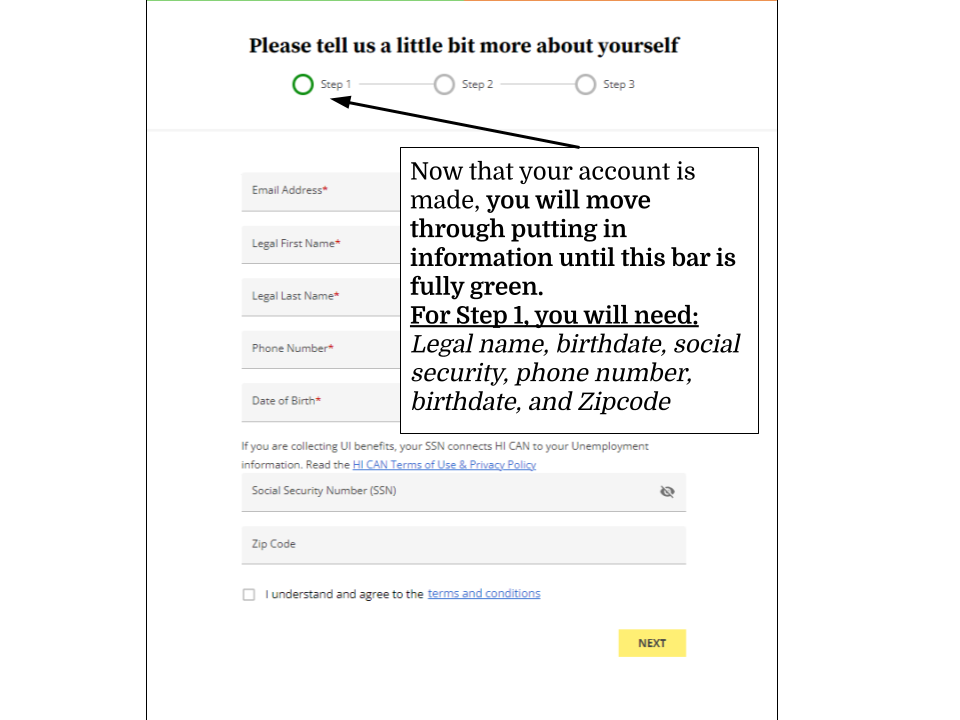 Please tell us a little bit more about yourself
Step 1 Step 2 Step 3
Now that your account is
made, you will move
through putting in
information until this bar is
fully green.
For Step 1, you will need:
Legal name, birthdate, social
security, phone number,
birthdate, and Zipcode
Email Address*
Legal First Name*
Legal Last Name*
Phone Number*
Date of Birth*
If you are collecting UI benefits, your SSN connects HI CAN to your Unemployment
information. Read the HI CAN Terms of Use & Privacy Policy
Social Security Number (SSN)
Zip Code
I understand and agree to the terms and conditions
NEXT